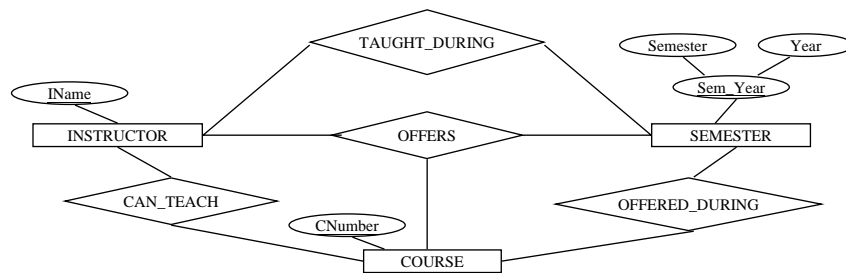 TAUGHT_DURING
Semester
Year
IName
Sem_Year
INSTRUCTOR
OFFERS
SEMESTER
CAN_TEACH
OFFERED_DURING
CNumber
COURSE